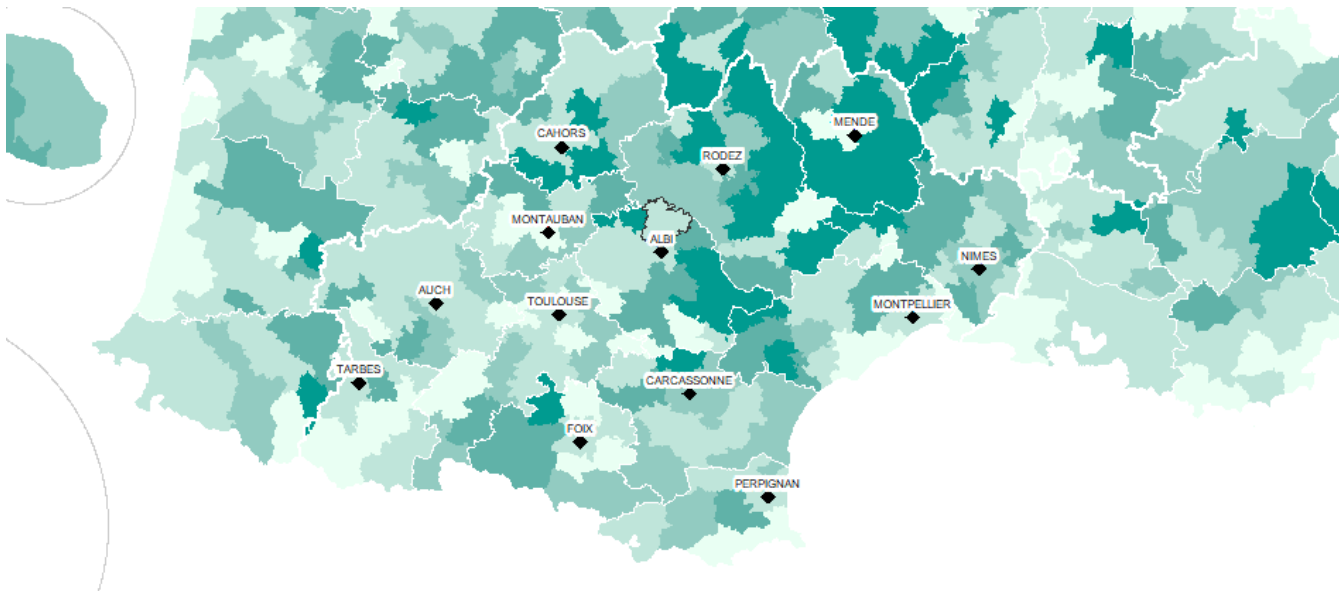 MENDE
CAHORS
RODEZ
MONTAUBAN
ALBI
NIMES
AUCH
TOULOUSE
MONTPELLIER
TARBES
CARCASSONNE
FOIX
PERPIGNAN